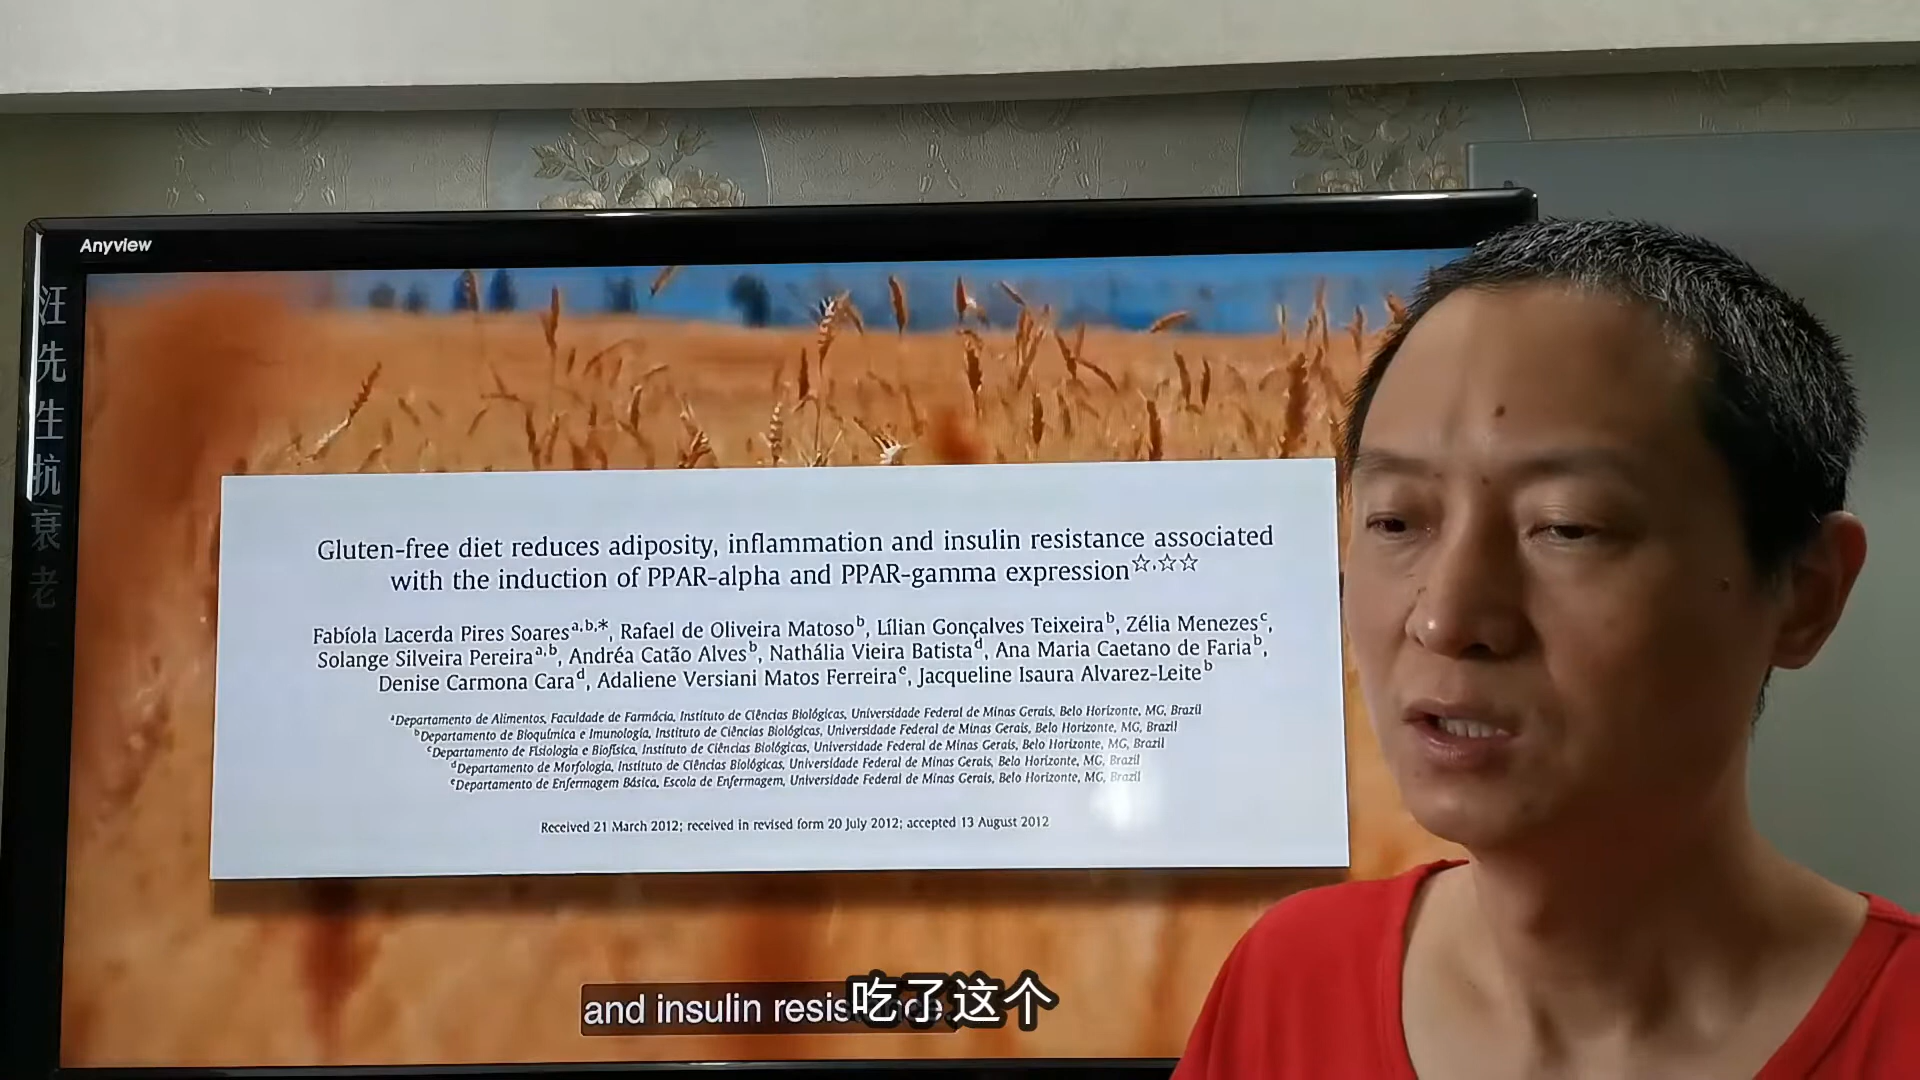 Anyview
汪先生抗衰老
Gluten-free diet reduces adiposity, inflammation and insulin resistance associated
with the induction of PPAR-alpha and PPAR-gamma expression☆,☆☆
Fabíola Lacerda Pires Soares a,b,*, Rafael de Oliveira Matoso b, Lílian Gonçalves Teixeira b, Zélia Menezes c,
Solange Silveira Pereira a,b, Andréa Catão Alves b, Nathália Vieira Batista d, Ana Maria Caetano de Faria b,
Denise Carmona Cara d, Adaliene Versiani Matos Ferreira e, Jacqueline Isaura Alvarez-Leite b
a Departamento de Alimentos, Faculdade de Farmácia, Instituto de Ciências Biológicas, Universidade Federal de Minas Gerais, Belo Horizonte, MG, Brazil
b Departamento de Bioquímica e Imunologia, Instituto de Ciências Biológicas, Universidade Federal de Minas Gerais, Belo Horizonte, MG, Brazil
c Departamento de Fisiologia e Biofísica, Instituto de Ciências Biológicas, Universidade Federal de Minas Gerais, Belo Horizonte, MG, Brazil
d Departamento de Morfologia, Instituto de Ciências Biológicas, Universidade Federal de Minas Gerais, Belo Horizonte, MG, Brazil
e Departamento de Enfermagem Básica, Escola de Enfermagem, Universidade Federal de Minas Gerais, Belo Horizonte, MG, Brazil
Received 21 March 2012; received in revised form 20 July 2012; accepted 13 August 2012
and insulin
吃了这个